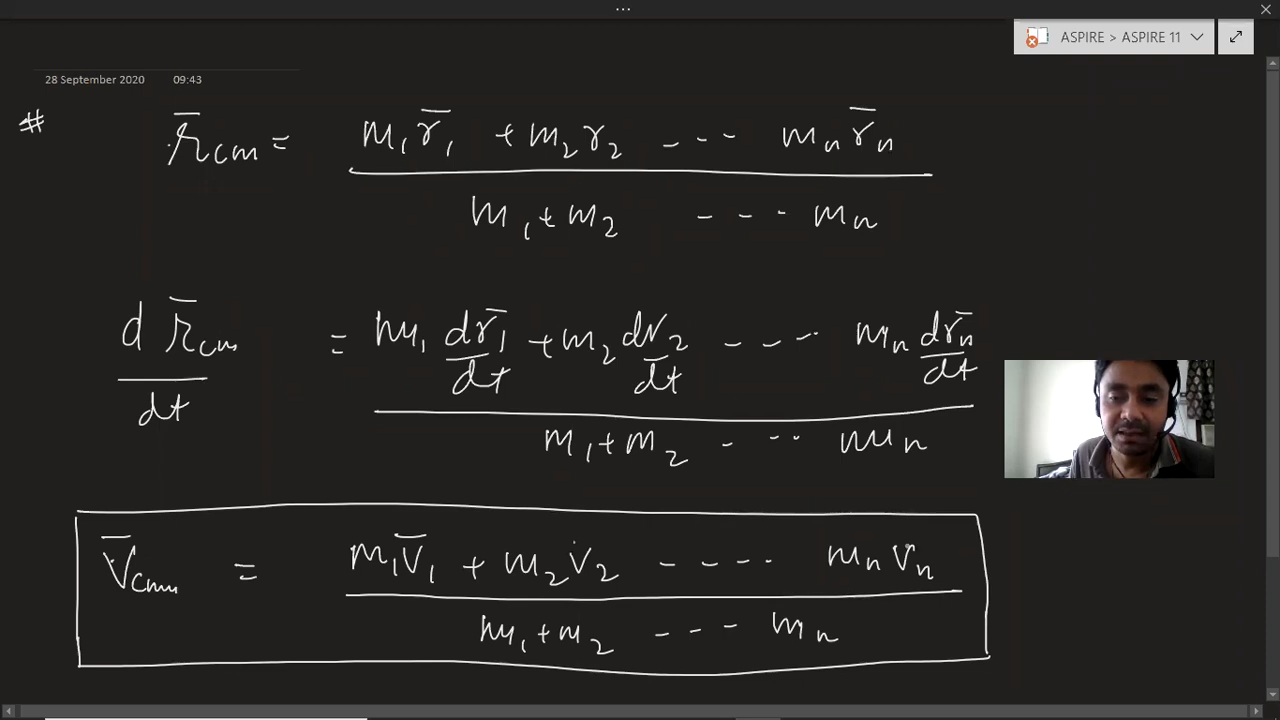 ...
ASPIRE > ASPIRE 11
28 September 2020 09:43
# r̅cm = m₁r̅₁ + m₂r₂ --- mₙr̅ₙ
m₁+m₂ --- mₙ
d r̅cm = m₁ dr̅₁ + m₂ dr₂ --- mₙ dr̅ₙ
dt dt dt dt
m₁+m₂ --- mₙ
V̅cm = m₁V̅₁ + m₂V₂ ---- mₙVₙ
m₁+m₂ --- mₙ